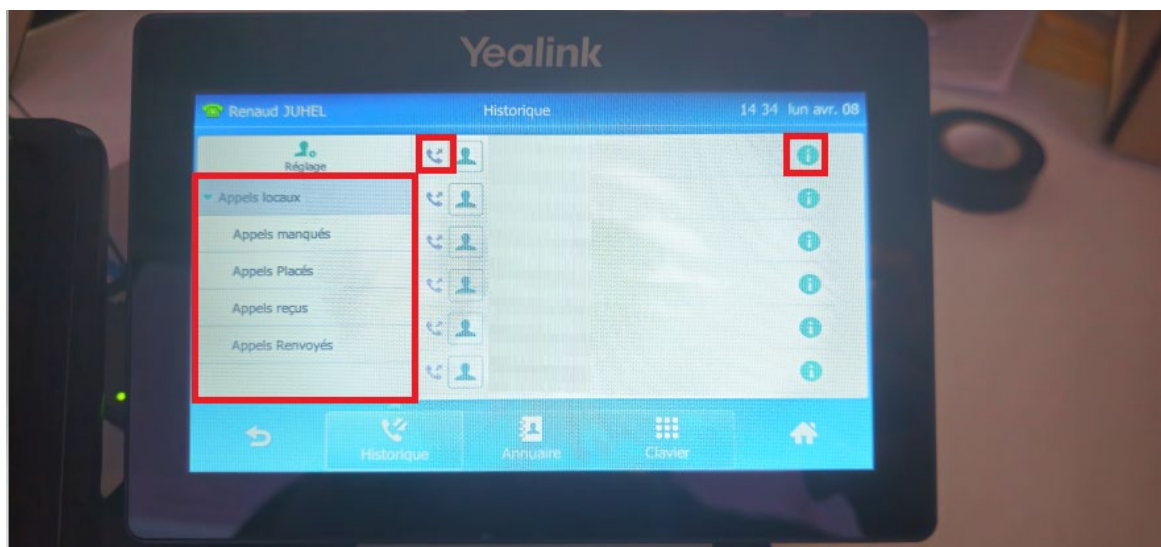 Yealink
Renaud JUHEL Historique 14 34 lun avr. 08
Réglage
Appels locaux
Appels manqués
Appels Placés
Appels reçus
Appels Renvoyés
Historique Annuaire Clavier